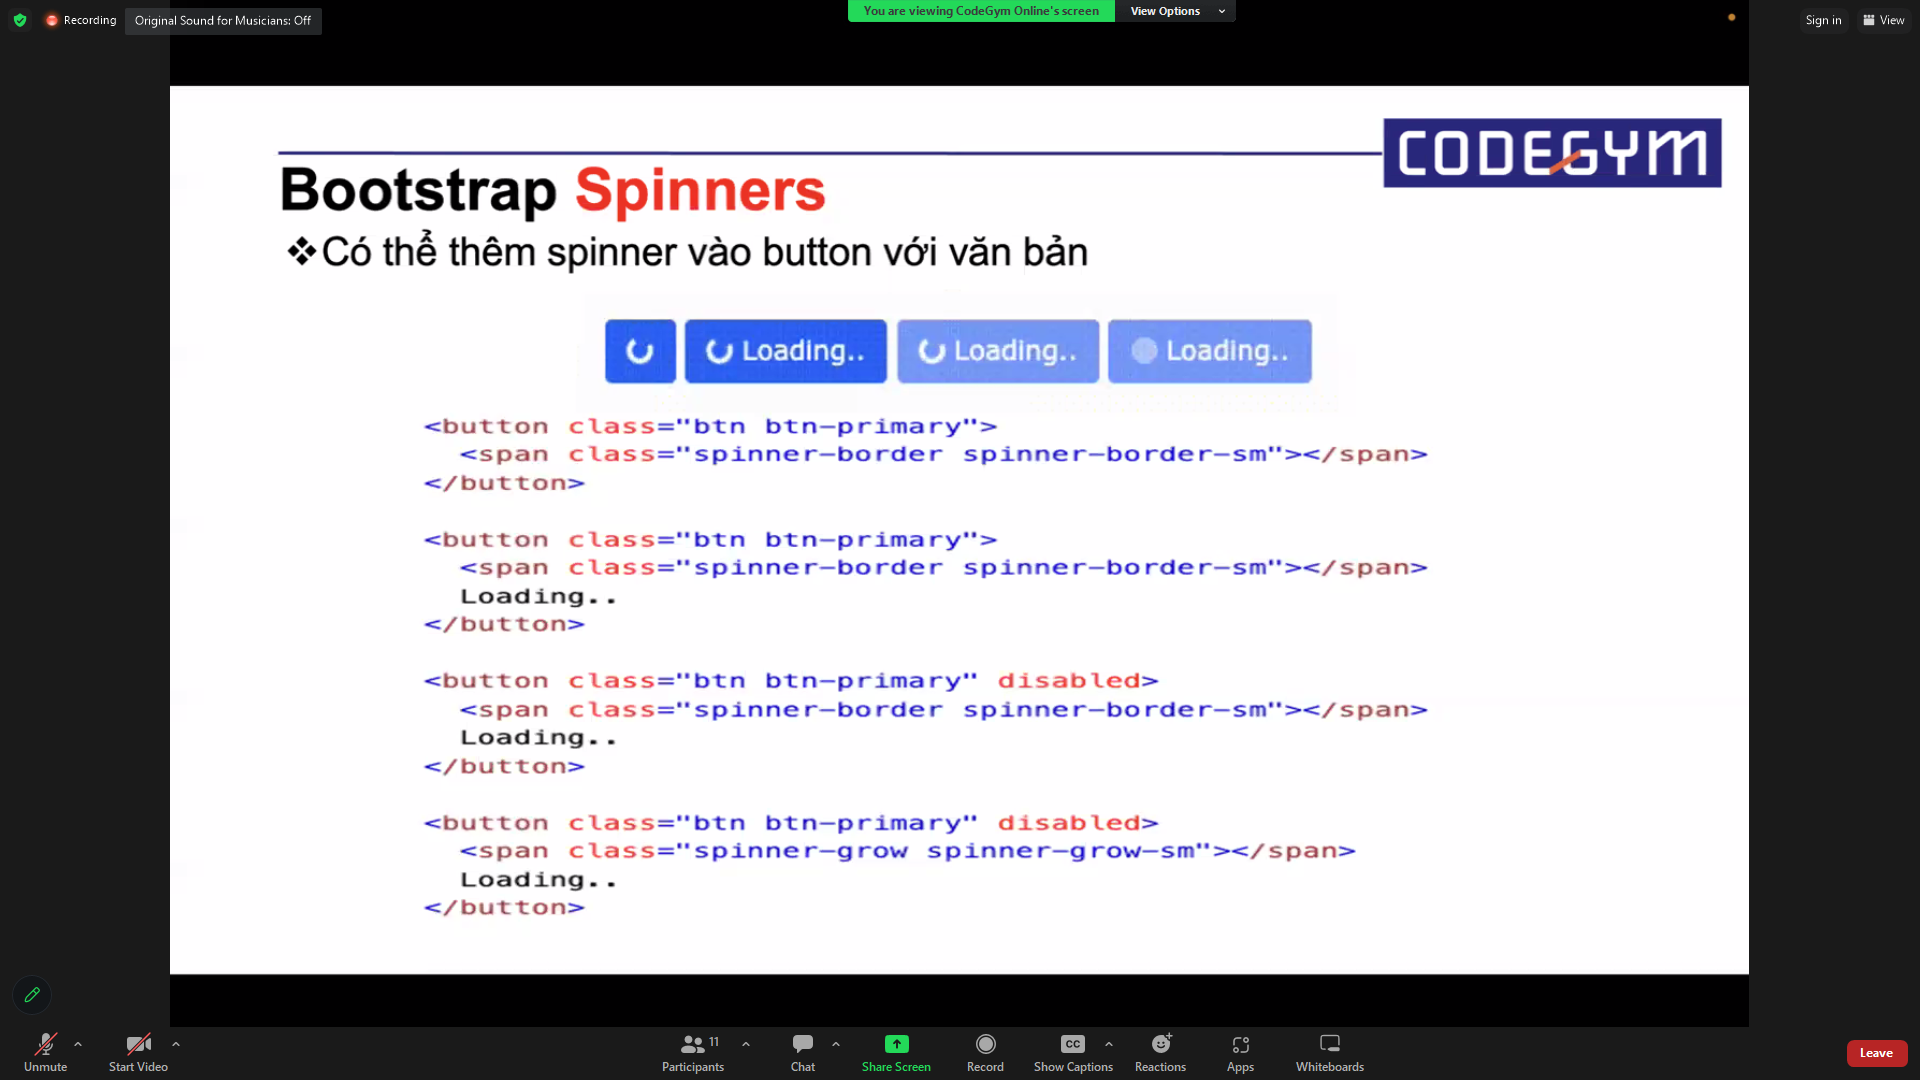 Recording
Original Sound for Musicians: Off
You are viewing CodeGym Online's screen
View Options
Sign in
View
CODEGYM
Bootstrap Spinners
❖Có thể thêm spinner vào button với văn bản
Loading.. Loading.. Loading..
<button class="btn btn-primary">
<span class="spinner-border spinner-border-sm"></span>
</button>
<button class="btn btn-primary">
<span class="spinner-border spinner-border-sm"></span>
Loading..
</button>
<button class="btn btn-primary" disabled>
<span class="spinner-border spinner-border-sm"></span>
Loading..
</button>
<button class="btn btn-primary" disabled>
<span class="spinner-grow spinner-grow-sm"></span>
Loading..
</button>
Unmute
Start Video
11
Participants
Chat
Share Screen
Record
CC
Show Captions
Reactions
Apps
Whiteboards
Leave